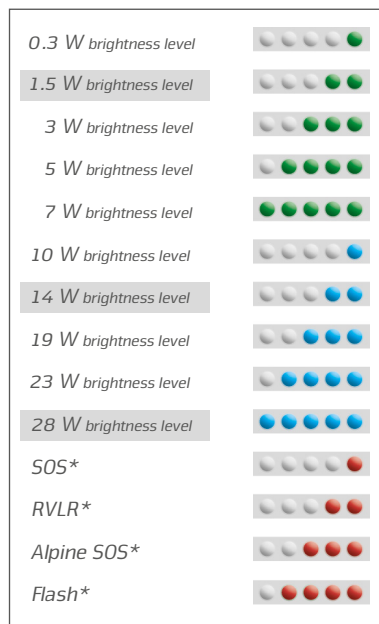 0.3 W brightness level
1.5 W brightness level
3 W brightness level
5 W brightness level
7 W brightness level
10 W brightness level
14 W brightness level
19 W brightness level
23 W brightness level
28 W brightness level
SOS*
RVLR*
Alpine SOS*
Flash*